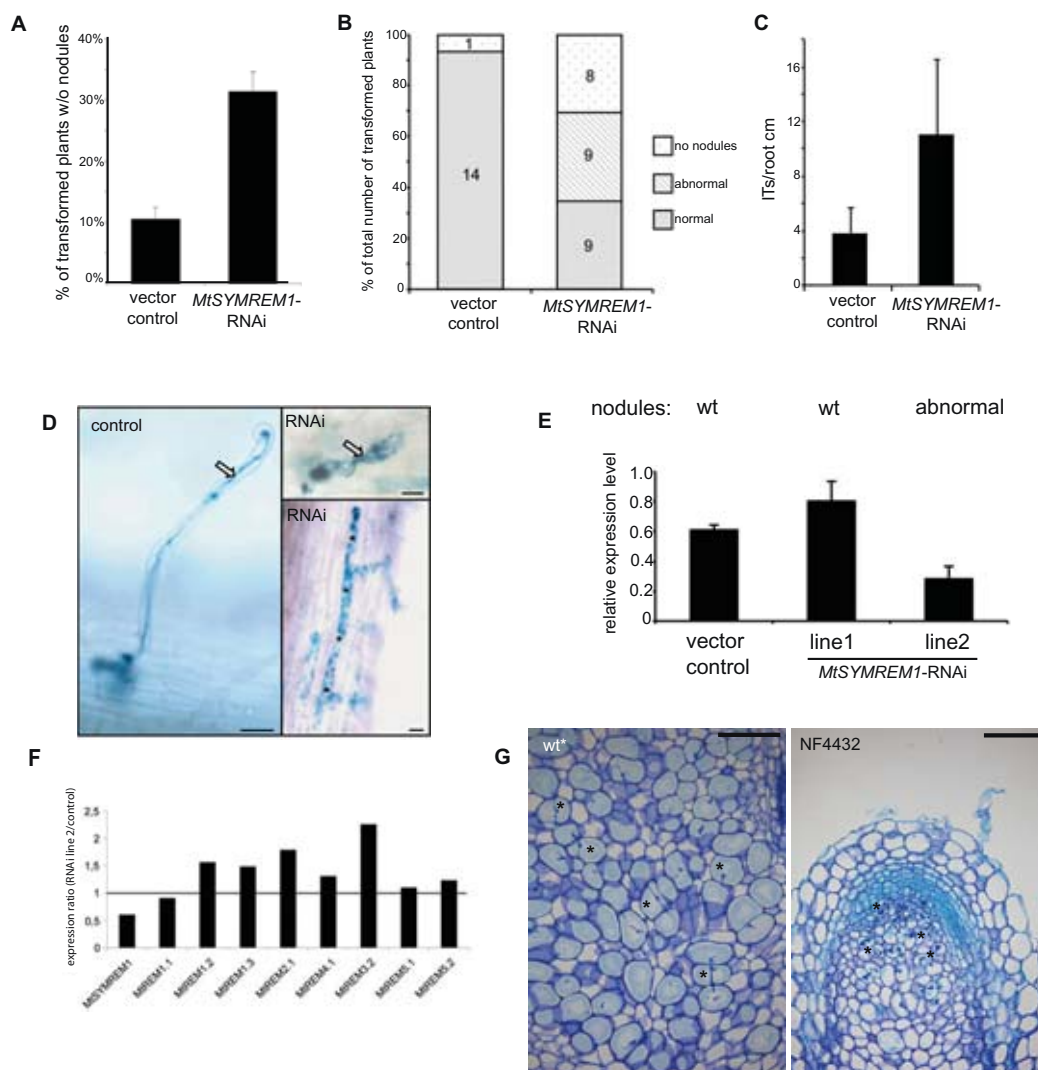 A
% of transformed plants w/o nodules
40%
30%
20%
10%
0%
vector
control
MtSYMREM1-
RNAi
B
% of total number of transformed plants
100
80
60
40
20
0
1
14
8
9
9
vector
control
MtSYMREM1-
RNAi
no nodules
abnormal
normal
C
ITs/root cm
16
12
8
4
0
vector
control
MtSYMREM1-
RNAi
D
control
RNAi
RNAi
E
nodules: wt wt abnormal
relative expression level
1.0
0.8
0.6
0.4
0.2
0
vector
control
line1
line2
MtSYMREM1-RNAi
F
expression ratio (RNAi line 2/control)
2,5
2
1,5
1
0,5
0
MtSYMREM1
MtREM1.1
MtREM1.2
MtREM1.3
MtREM2.1
MtREM4.1
MtREM3.2
MtREM5.1
MtREM5.2
G
wt*
* * * * *
NF4432
* * * *